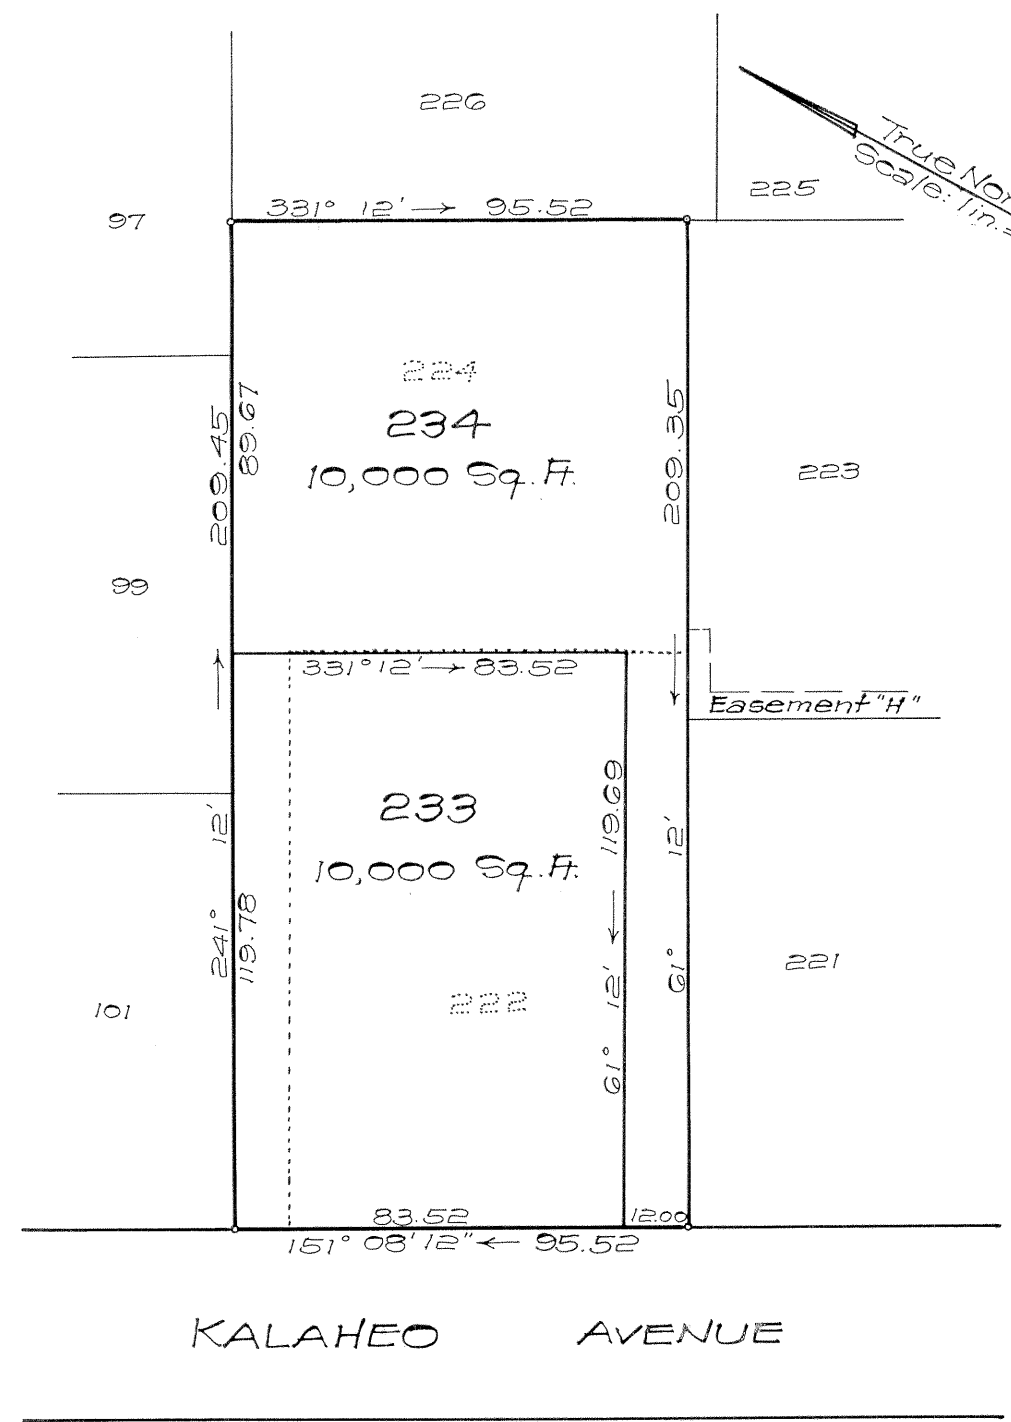 226
True Nor
Scale: 1in.=
225
97
331° 12' → 95.52
224
234
10,000 Sq. Ft.
209.45
89.67
209.35
223
99
331° 12' → 83.52
Easement "H"
233
10,000 Sq. Ft.
119.69
61° 12'
61° 12'
241° 12'
119.78
222
221
101
83.52
12.00
151° 08' 12" ← 95.52
KALAHEO AVENUE